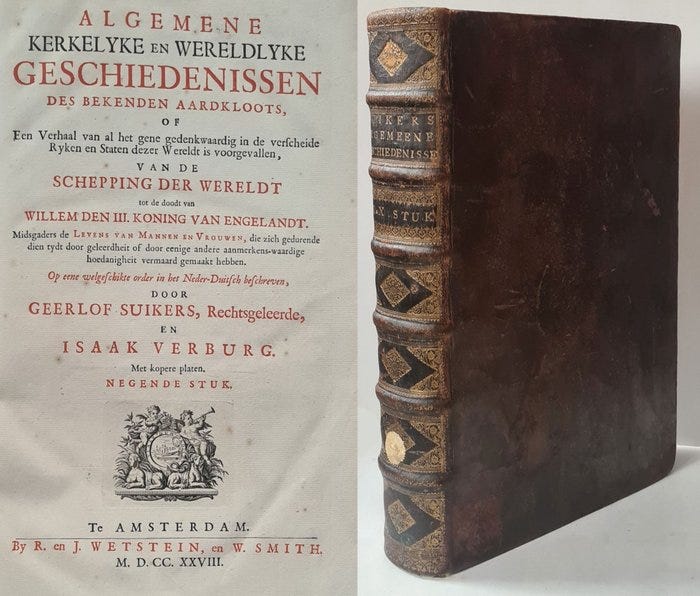 ALGEMENE
KERKELYKE EN WERELDLYKE
GESCHIEDENISSEN
DES BEKENDEN AARDKLOOTS,
OF
Een Verhaal van al het gene gedenkwaardig in de verscheide
Ryken en Staten dezer Wereldt is voorgevallen,
VAN DE
SCHEPPING DER WERELDT
tot de doodt van
WILLEM DEN III. KONING VAN ENGELANDT.
Midsgaders de LEVENS VAN MANNEN EN VROUWEN, die zich gedurende
dien tydt door geleerdheit of door eenige andere aanmerkens-waardige
hoedanigheit vermaard gemaakt hebben.
Op eene welgeschikte order in het Neder-Duitsch beschreven,
DOOR
GEERLOF SUIKERS, Rechtsgeleerde,
EN
ISAAK VERBURG.
Met kopere platen.
NEGENDE STUK.
Te AMSTERDAM.
By R. en J. WETSTEIN, en W. SMITH.
M. D. CC. XXVIII.
IKERS
GEMEENE
CHIEDENISSE
X. STUK